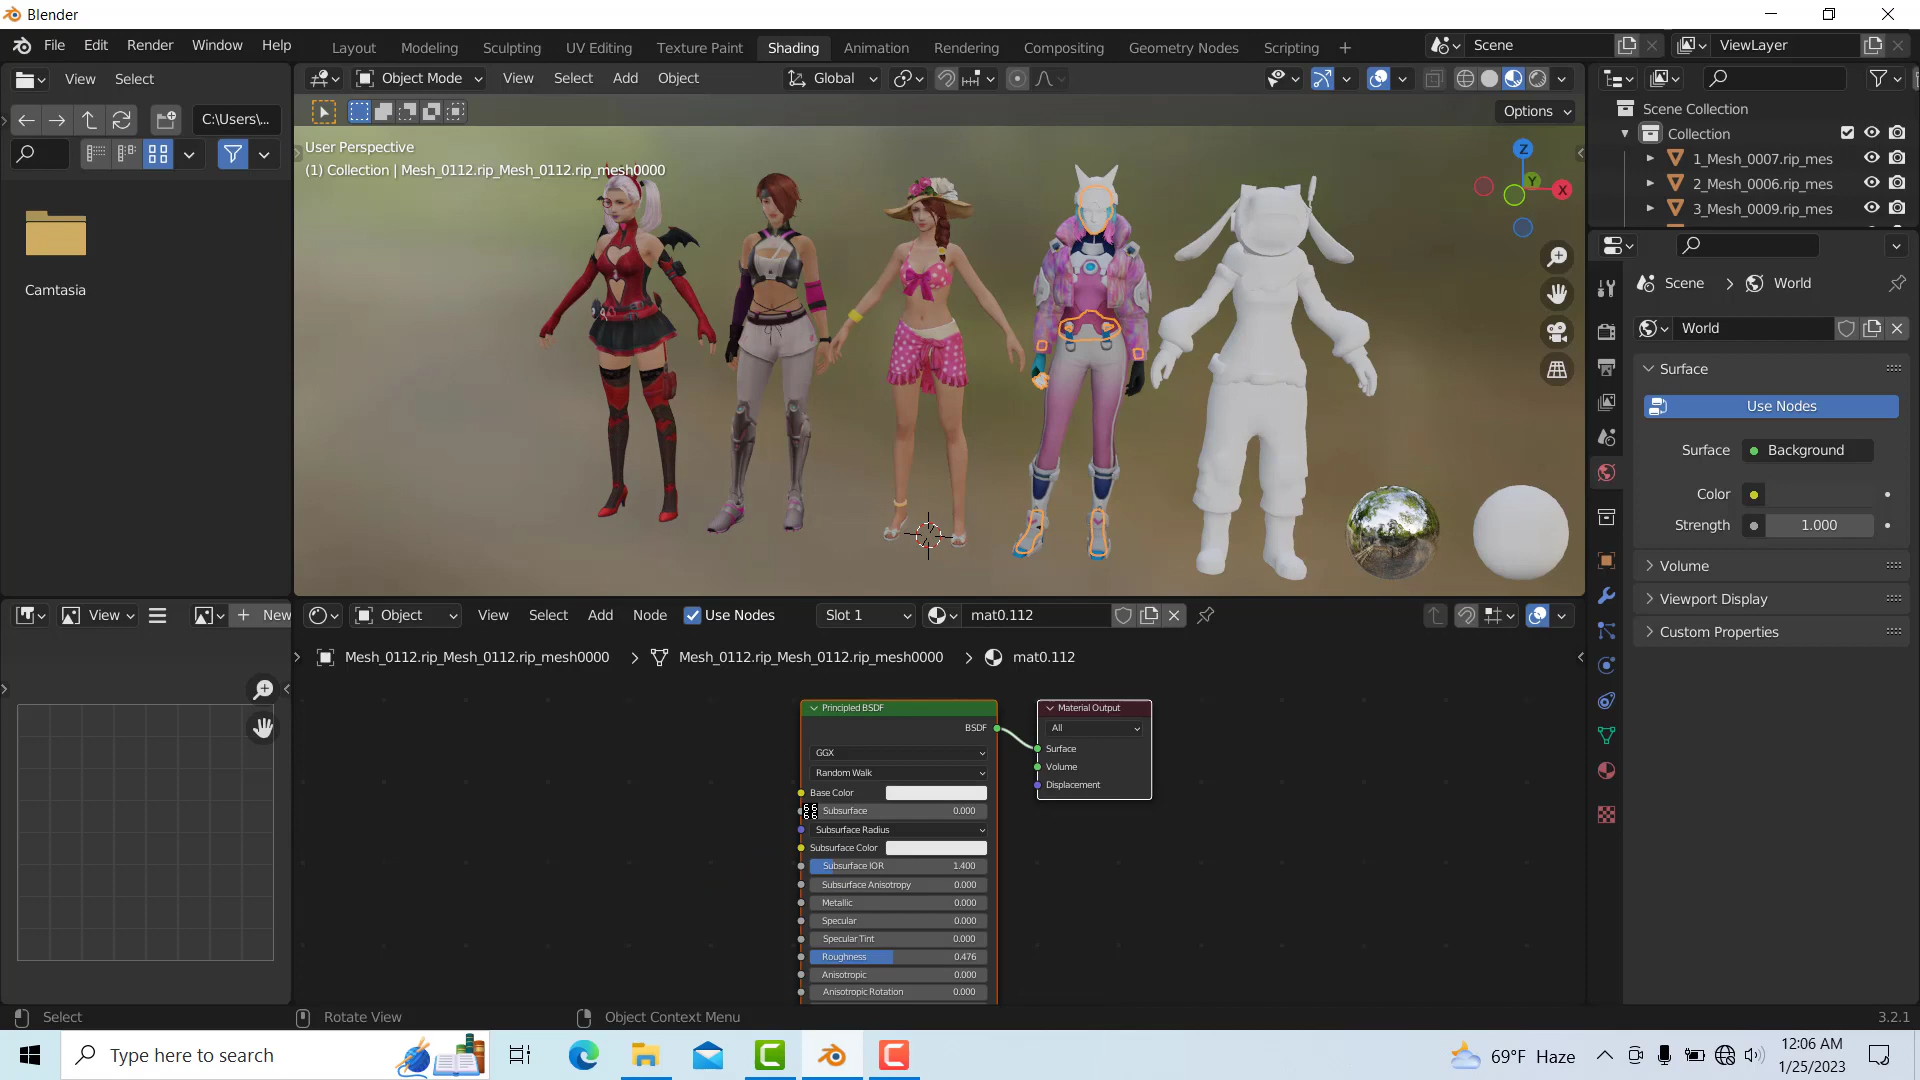 Blender
File Edit Render Window Help
Layout Modeling Sculpting UV Editing Texture Paint Shading Animation Rendering Compositing Geometry Nodes Scripting
Scene
ViewLayer
View Select
Object Mode View Select Add Object
Global
C:\Users\...
Options
User Perspective
(1) Collection | Mesh_0112.rip_Mesh_0112.rip_mesh0000
Z
Y
X
Camtasia
Scene Collection
Collection
1_Mesh_0007.rip_mes
2_Mesh_0006.rip_mes
3_Mesh_0009.rip_mes
Scene > World
World
Surface
Use Nodes
Surface Background
Color
Strength 1.000
Volume
Viewport Display
Custom Properties
View
New
Object View Select Add Node Use Nodes
Slot 1
mat0.112
Mesh_0112.rip_Mesh_0112.rip_mesh0000 > Mesh_0112.rip_Mesh_0112.rip_mesh0000 > mat0.112
Principled BSDF
BSDF
GGX
Random Walk
Base Color
Subsurface 0.000
Subsurface Radius
Subsurface Color
Subsurface IOR 1.400
Subsurface Anisotropy 0.000
Metallic 0.000
Specular 0.000
Specular Tint 0.000
Roughness 0.476
Anisotropic 0.000
Anisotropic Rotation 0.000
Material Output
All
Surface
Volume
Displacement
Select
Rotate View
Object Context Menu
3.2.1
Type here to search
69°F Haze
12:06 AM
1/25/2023